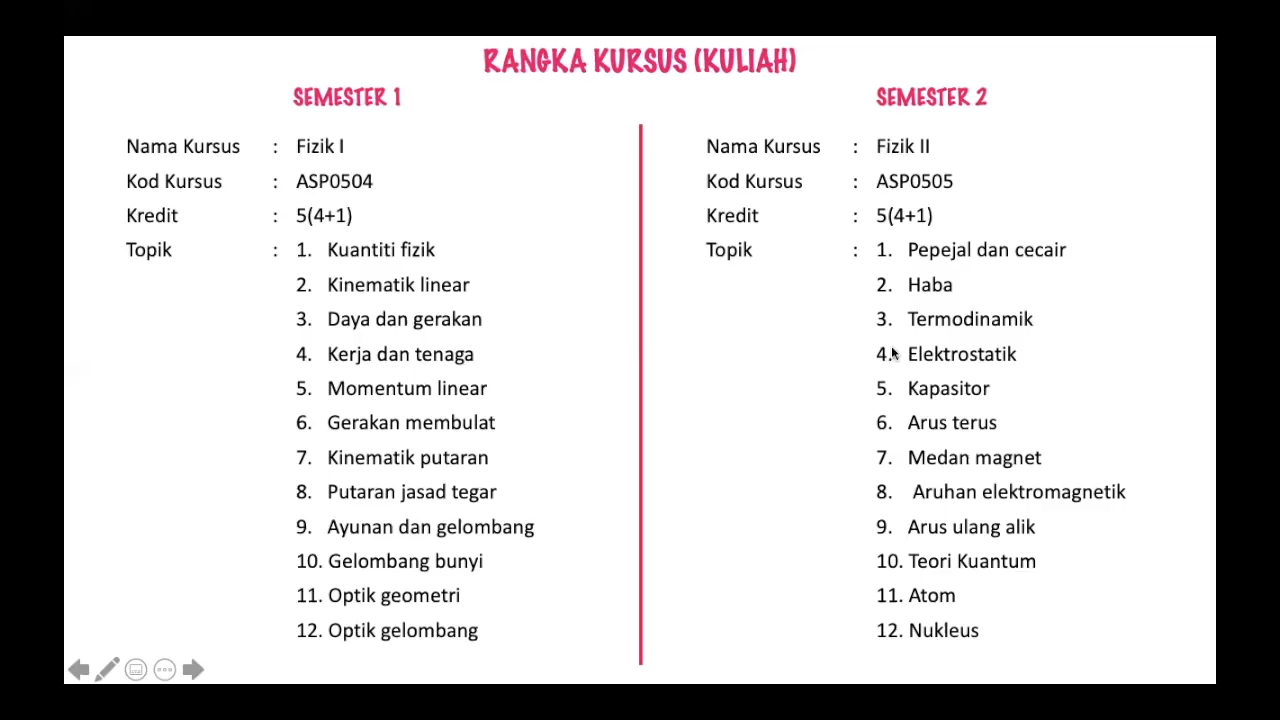 RANGKA KURSUS (KULIAH)
SEMESTER 1
Nama Kursus : Fizik I
Kod Kursus : ASP0504
Kredit : 5(4+1)
Topik : 1. Kuantiti fizik
2. Kinematik linear
3. Daya dan gerakan
4. Kerja dan tenaga
5. Momentum linear
6. Gerakan membulat
7. Kinematik putaran
8. Putaran jasad tegar
9. Ayunan dan gelombang
10. Gelombang bunyi
11. Optik geometri
12. Optik gelombang
SEMESTER 2
Nama Kursus : Fizik II
Kod Kursus : ASP0505
Kredit : 5(4+1)
Topik : 1. Pepejal dan cecair
2. Haba
3. Termodinamik
4. Elektrostatik
5. Kapasitor
6. Arus terus
7. Medan magnet
8. Aruhan elektromagnetik
9. Arus ulang alik
10. Teori Kuantum
11. Atom
12. Nukleus